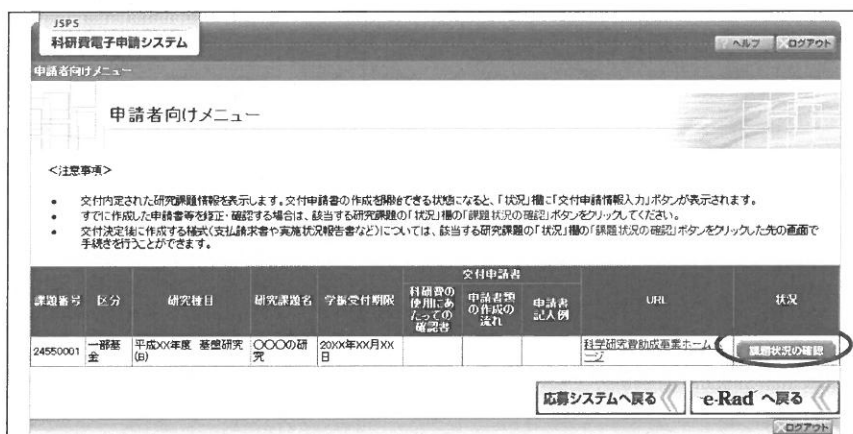 JSPS
科研費電子申請システム
ヘルプ ログアウト
申請者向けメニュー
申請者向けメニュー
<注意事項>
• 交付内定された研究課題情報を表示します。交付申請書の作成を開始できる状態になると、「状況」欄に「交付申請情報入力」ボタンが表示されます。
• すでに作成した申請書等を修正・確認する場合は、該当する研究課題の「状況」欄の「課題状況の確認」ボタンをクリックしてください。
• 交付決定後に作成する様式(支払請求書や実施状況報告書など)については、該当する研究課題の「状況」欄の「課題状況の確認」ボタンをクリックした先の画面で
手続きを行うことができます。
交付申請書
課題番号 区分 研究種目 研究課題名 学振受付期限 科研費の使用にあたっての確認書 申請書類の作成の流れ 申請書記入例 URL 状況
24550001 一部基金 平成XX年度 基盤研究(B) 〇〇〇の研究 20XX年XX月XX日 科学研究費助成事業ホームページ 課題状況の確認
応募システムへ戻る e-Rad へ戻る
ログアウト